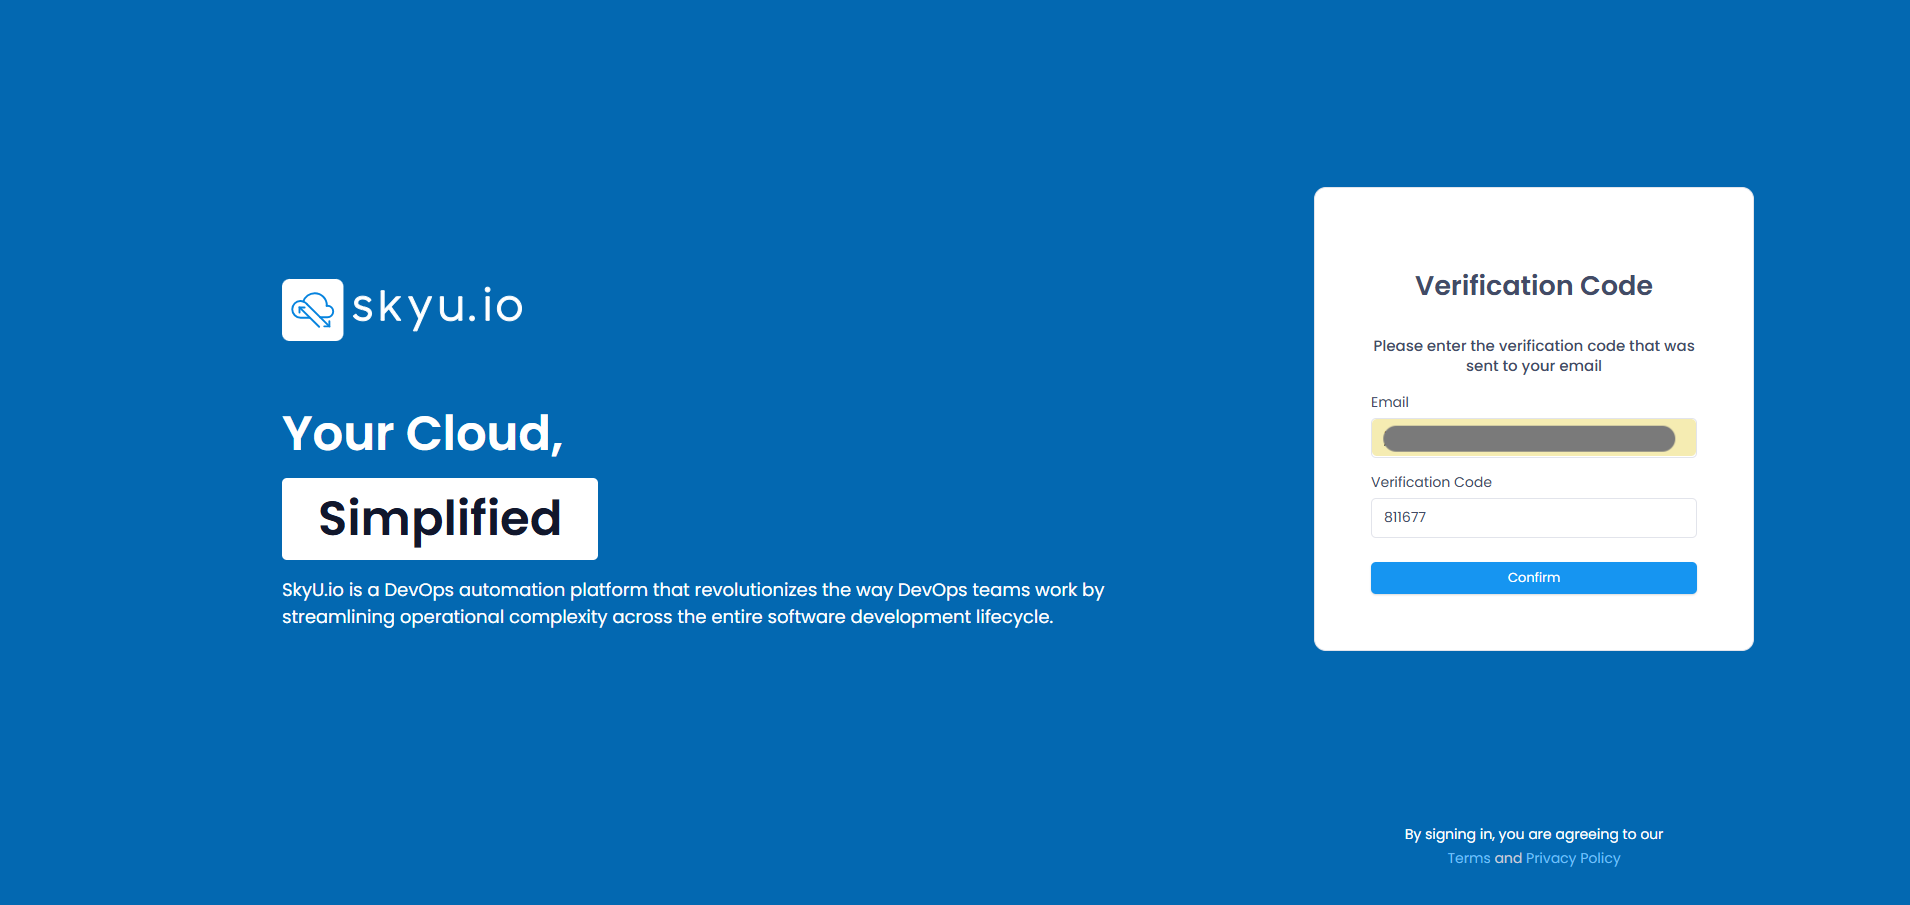 skyu.io
Your Cloud,
Simplified
SkyU.io is a DevOps automation platform that revolutionizes the way DevOps teams work by
streamlining operational complexity across the entire software development lifecycle.
Verification Code
Please enter the verification code that was
sent to your email
Email
Verification Code
811677
Confirm
By signing in, you are agreeing to our
Terms and Privacy Policy